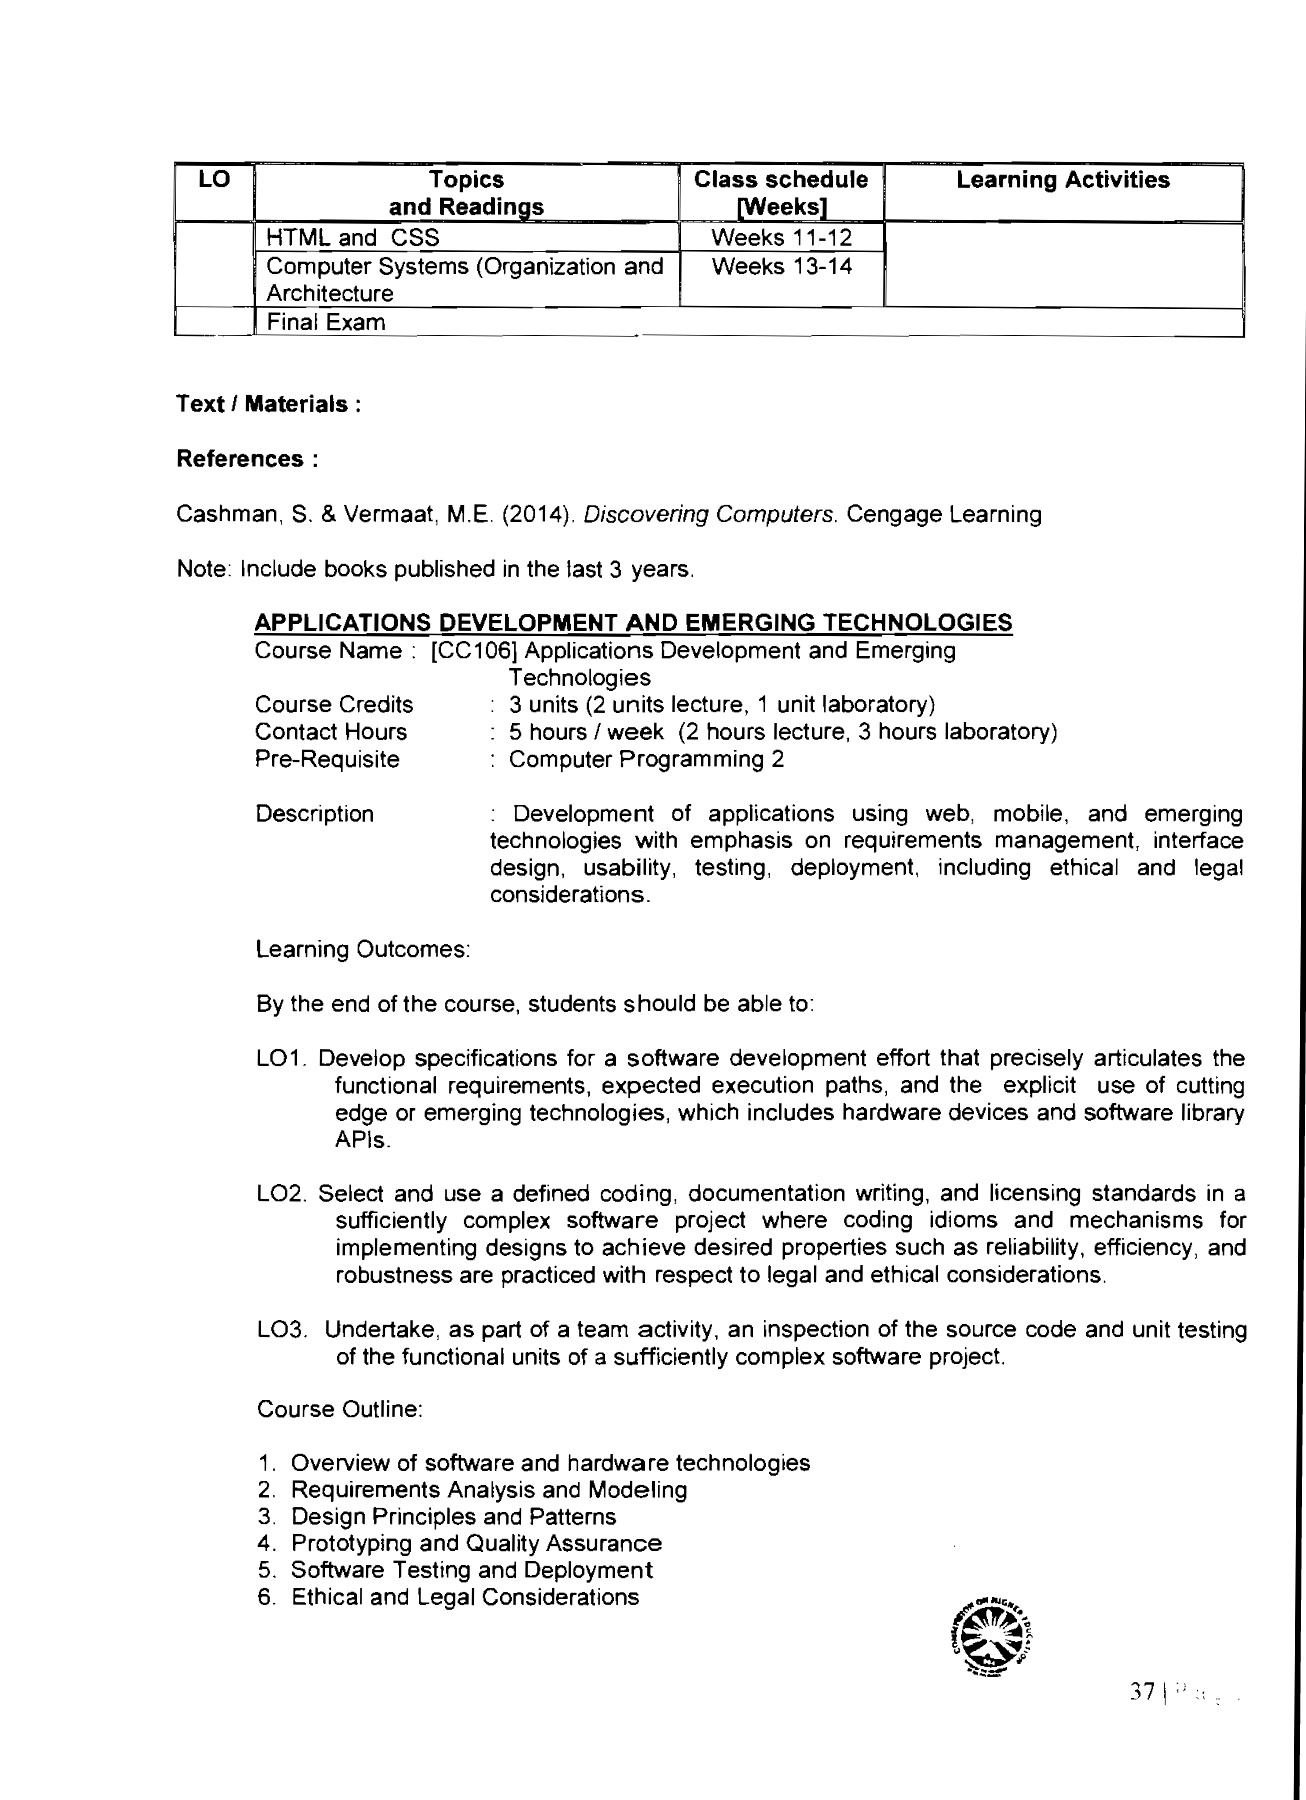 LO Topics Class schedule Learning Activities
and Readings [Weeks]
HTML and CSS Weeks 11-12
Computer Systems (Organization and Weeks 13-14
Architecture
Final Exam
Text / Materials :
References :
Cashman, S. & Vermaat, M.E. (2014). Discovering Computers. Cengage Learning
Note: Include books published in the last 3 years.
APPLICATIONS DEVELOPMENT AND EMERGING TECHNOLOGIES
Course Name : [CC106] Applications Development and Emerging
Technologies
Course Credits : 3 units (2 units lecture, 1 unit laboratory)
Contact Hours : 5 hours / week (2 hours lecture, 3 hours laboratory)
Pre-Requisite : Computer Programming 2
Description : Development of applications using web, mobile, and emerging
technologies with emphasis on requirements management, interface
design, usability, testing, deployment, including ethical and legal
considerations.
Learning Outcomes:
By the end of the course, students should be able to:
LO1. Develop specifications for a software development effort that precisely articulates the
functional requirements, expected execution paths, and the explicit use of cutting
edge or emerging technologies, which includes hardware devices and software library
APIs.
LO2. Select and use a defined coding, documentation writing, and licensing standards in a
sufficiently complex software project where coding idioms and mechanisms for
implementing designs to achieve desired properties such as reliability, efficiency, and
robustness are practiced with respect to legal and ethical considerations.
LO3. Undertake, as part of a team activity, an inspection of the source code and unit testing
of the functional units of a sufficiently complex software project.
Course Outline:
1. Overview of software and hardware technologies
2. Requirements Analysis and Modeling
3. Design Principles and Patterns
4. Prototyping and Quality Assurance
5. Software Testing and Deployment
6. Ethical and Legal Considerations
COMMISSION ON HIGHER EDUCATION
37 |